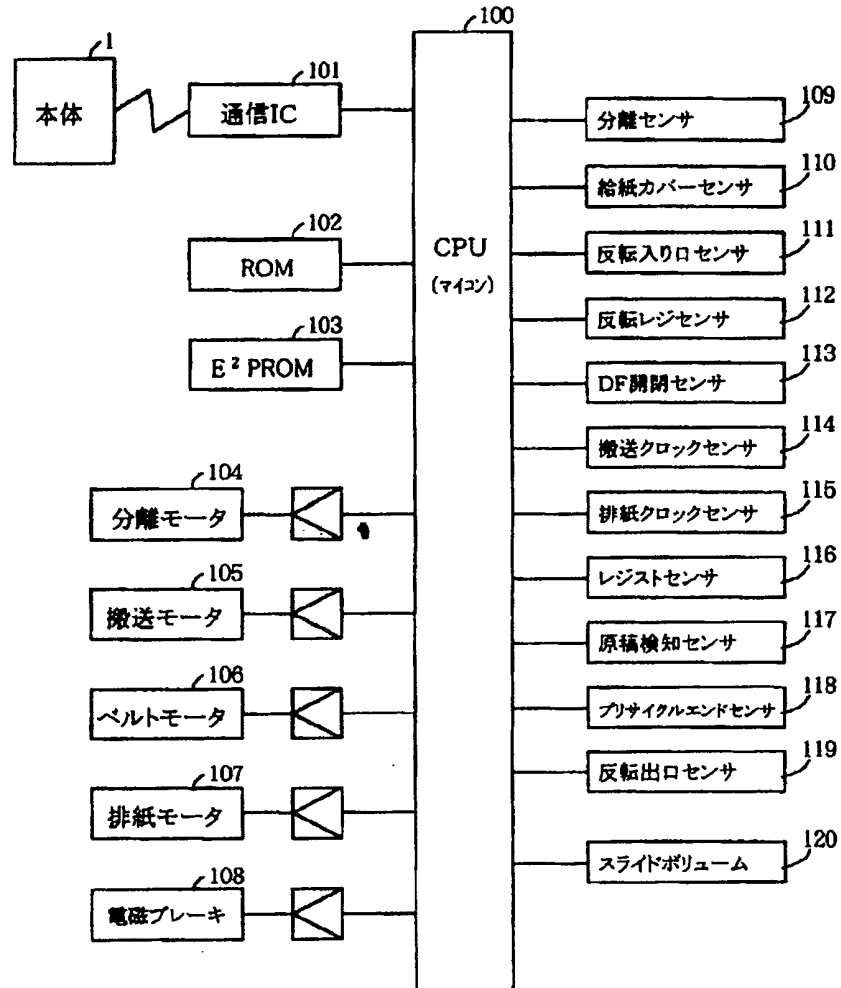 1
本体
101
通信IC
102
ROM
103
E² PROM
104
分離モータ
105
搬送モータ
106
ベルトモータ
107
排紙モータ
108
電磁ブレーキ
100
CPU
(マイコン)
109
分離センサ
110
給紙カバーセンサ
111
反転入り口センサ
112
反転レジセンサ
113
DF開閉センサ
114
搬送クロックセンサ
115
排紙クロックセンサ
116
レジストセンサ
117
原稿検知センサ
118
プリサイクルエンドセンサ
119
反転出口センサ
120
スライドボリューム